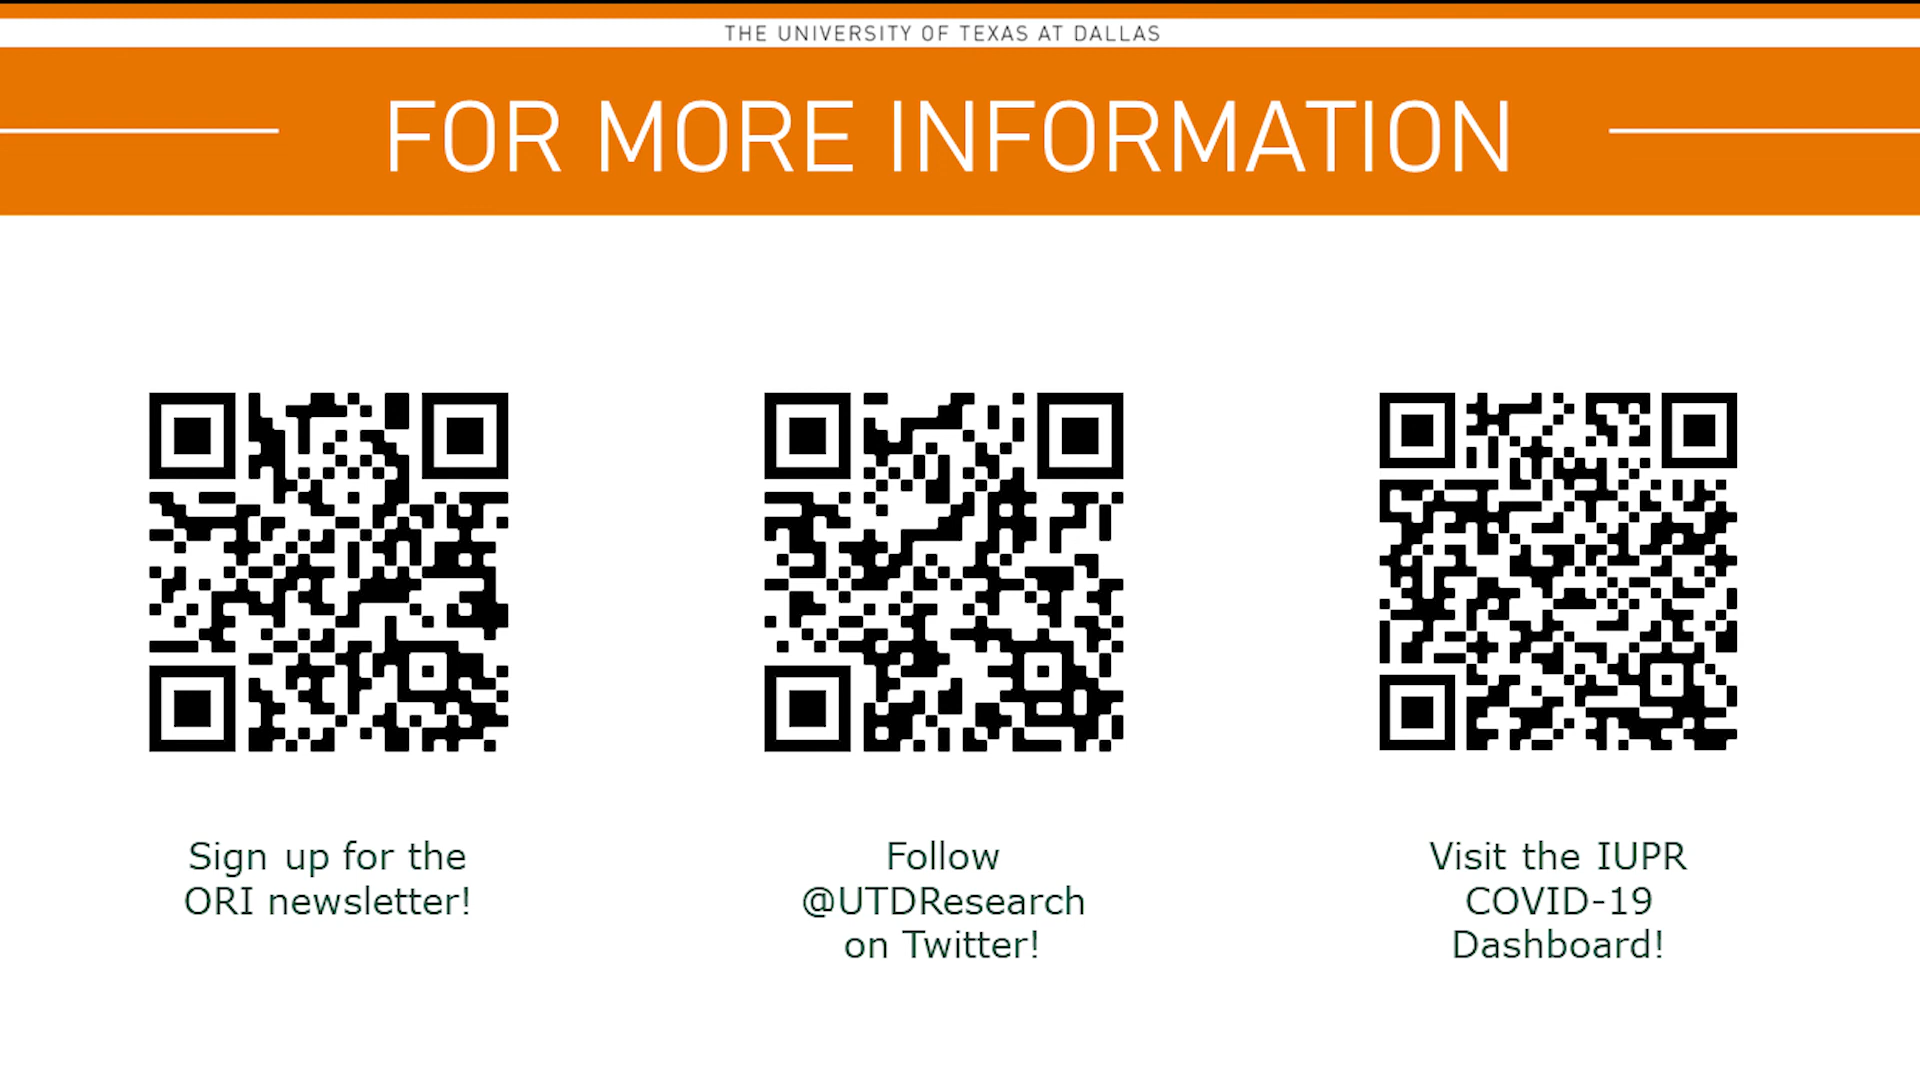 THE UNIVERSITY OF TEXAS AT DALLAS
FOR MORE INFORMATION
Sign up for the
ORI newsletter!
Follow
@UTDResearch
on Twitter!
Visit the IUPR
COVID-19
Dashboard!